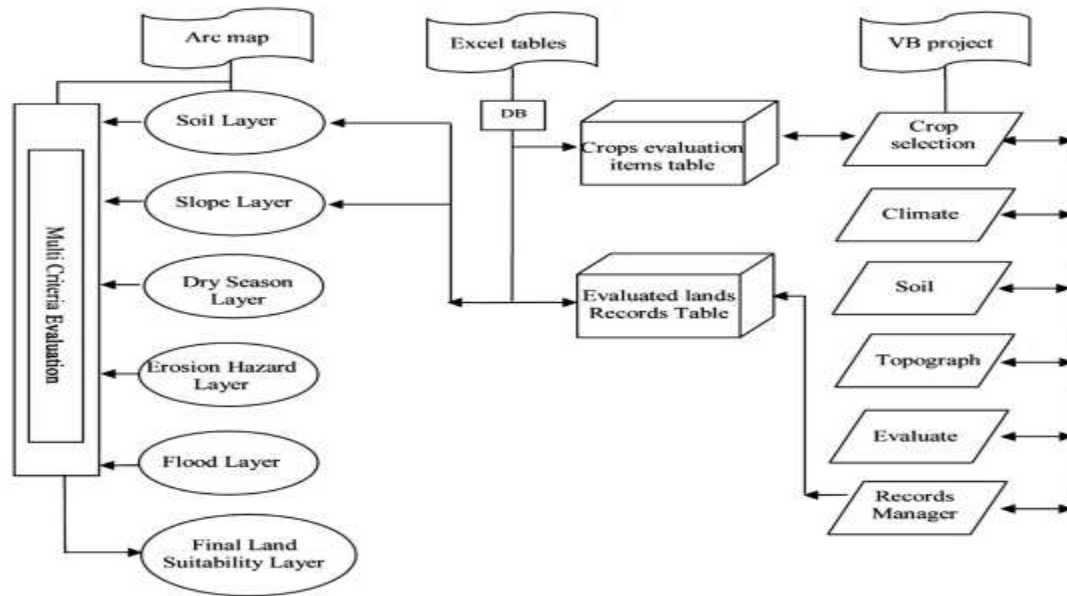 Arc map
Excel tables
VB project
DB
Soil Layer
Slope Layer
Dry Season
Layer
Erosion Hazard
Layer
Flood Layer
Final Land
Suitability Layer
Multi Criteria Evaluation
Crops evaluation
items table
Evaluated lands
Records Table
Crop
selection
Climate
Soil
Topograph
Evaluate
Records
Manager